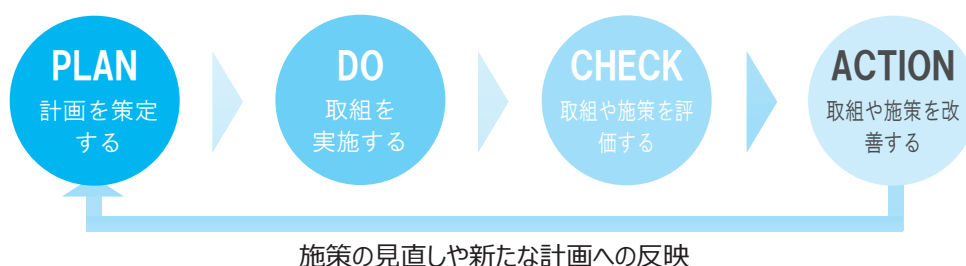 PLAN
計画を策定
する
DO
取組を
実施する
CHECK
取組や施策を評
価する
ACTION
取組や施策を改
善する
施策の見直しや新たな計画への反映